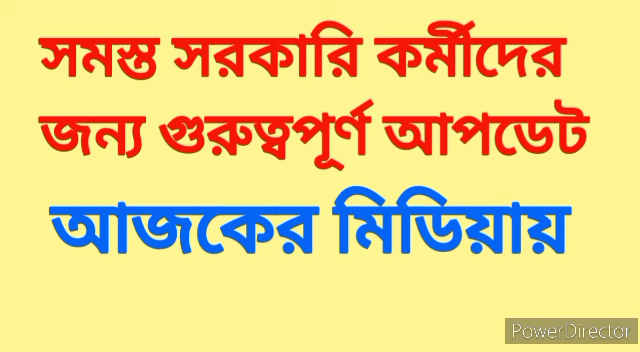 সমস্ত সরকারি কর্মীদের
জন্য গুরুত্বপূর্ণ আপডেট
আজকের মিডিয়ায়
PowerDirector